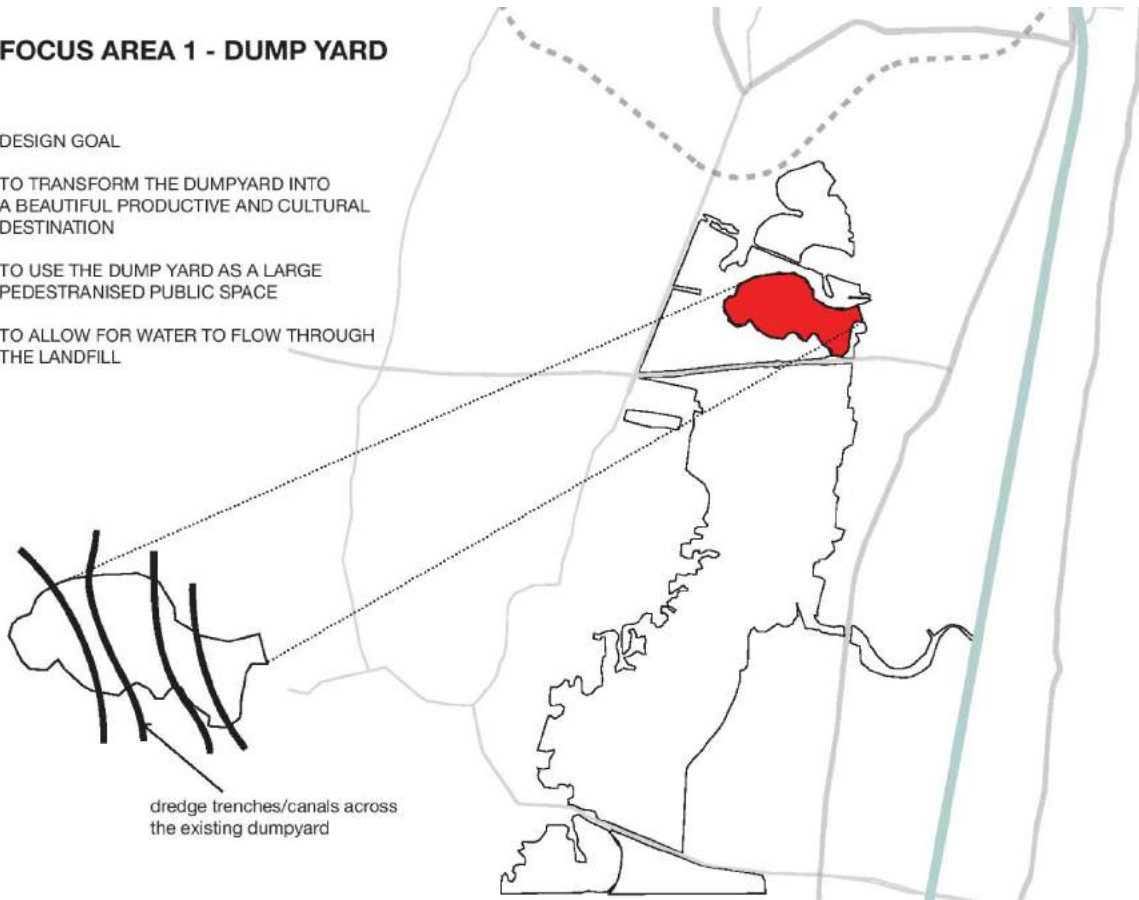 FOCUS AREA 1 - DUMP YARD
DESIGN GOAL
TO TRANSFORM THE DUMPYARD INTO
A BEAUTIFUL PRODUCTIVE AND CULTURAL
DESTINATION
TO USE THE DUMP YARD AS A LARGE
PEDESTRANISED PUBLIC SPACE
TO ALLOW FOR WATER TO FLOW THROUGH
THE LANDFILL
dredge trenches/canals across
the existing dumpyard